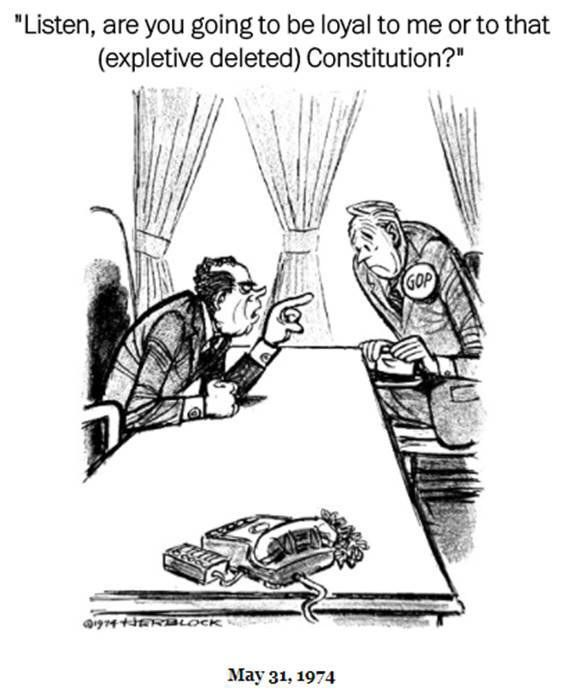 "Listen, are you going to be loyal to me or to that
(expletive deleted) Constitution?"
GOP
©1974 HERBLOCK
May 31, 1974